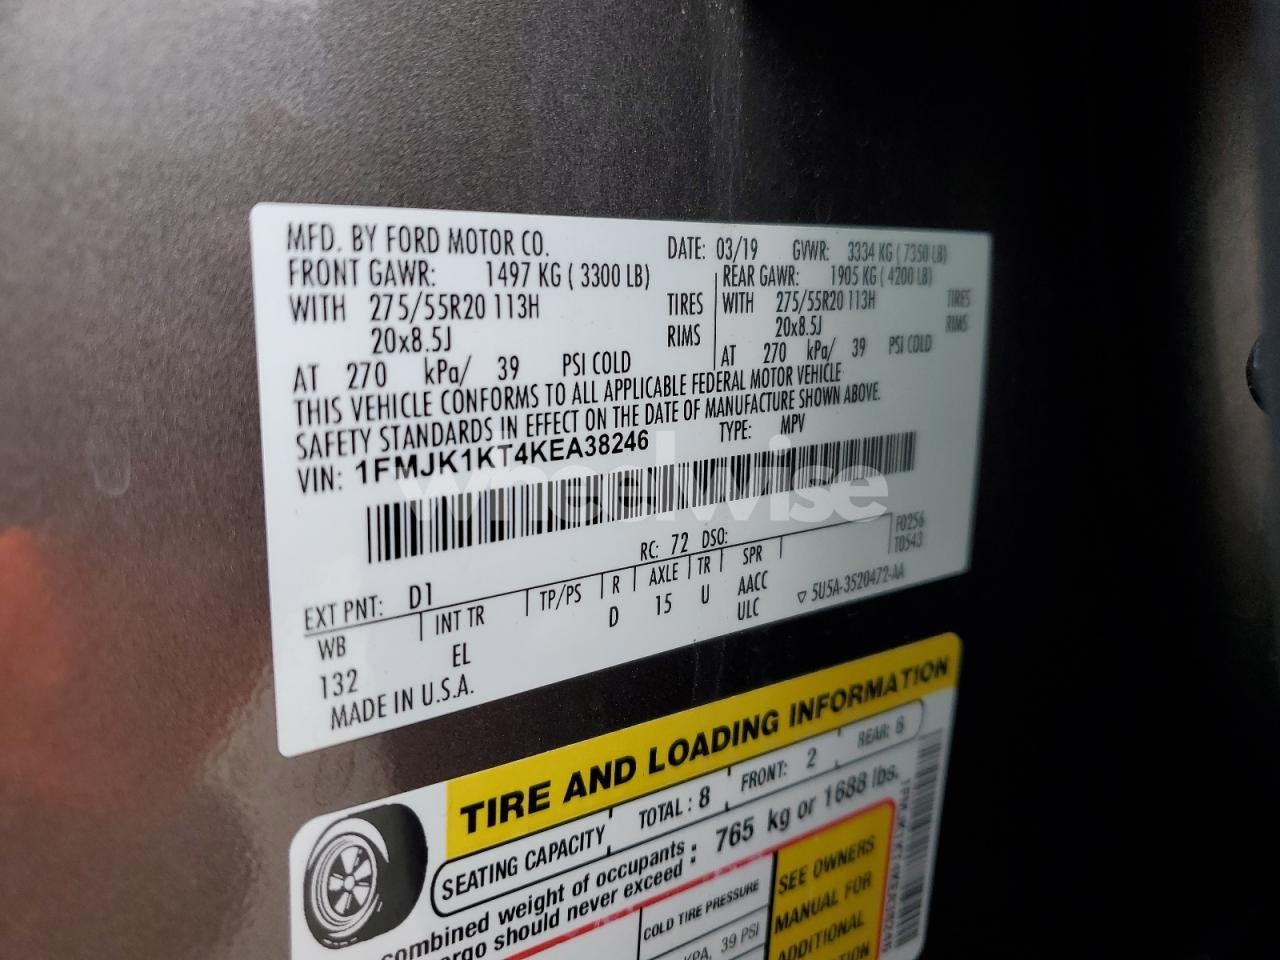 MFD. BY FORD MOTOR CO.
DATE: 03/19 GVWR: 3334 KG ( 7350 LB)
FRONT GAWR: 1497 KG ( 3300 LB)
WITH 275/55R20 113H TIRES
20x8.5J RIMS
AT 270 kPa/ 39 PSI COLD
REAR GAWR: 1905 KG ( 4200 LB)
WITH 275/55R20 113H TIRES
20x8.5J RIMS
AT 270 kPa/ 39 PSI COLD
THIS VEHICLE CONFORMS TO ALL APPLICABLE FEDERAL MOTOR VEHICLE
SAFETY STANDARDS IN EFFECT ON THE DATE OF MANUFACTURE SHOWN ABOVE.
VIN: 1FMJK1KT4KEA38246 TYPE: MPV
wheelwise
F0256
T0543
EXT PNT: D1 RC: 72 DSO:
WB INT TR TP/PS R AXLE TR SPR
132 EL D 15 U AACC
ULC
▽ 5U5A-3520472-AA
MADE IN U.S.A.
TIRE AND LOADING INFORMATION
SEATING CAPACITY TOTAL : 8 FRONT: 2 REAR: 6
combined weight of occupants
cargo should never exceed : 765 kg or 1688 lbs.
COLD TIRE PRESSURE
KPA, 39 PSI
SEE OWNERS
MANUAL FOR
ADDITIONAL